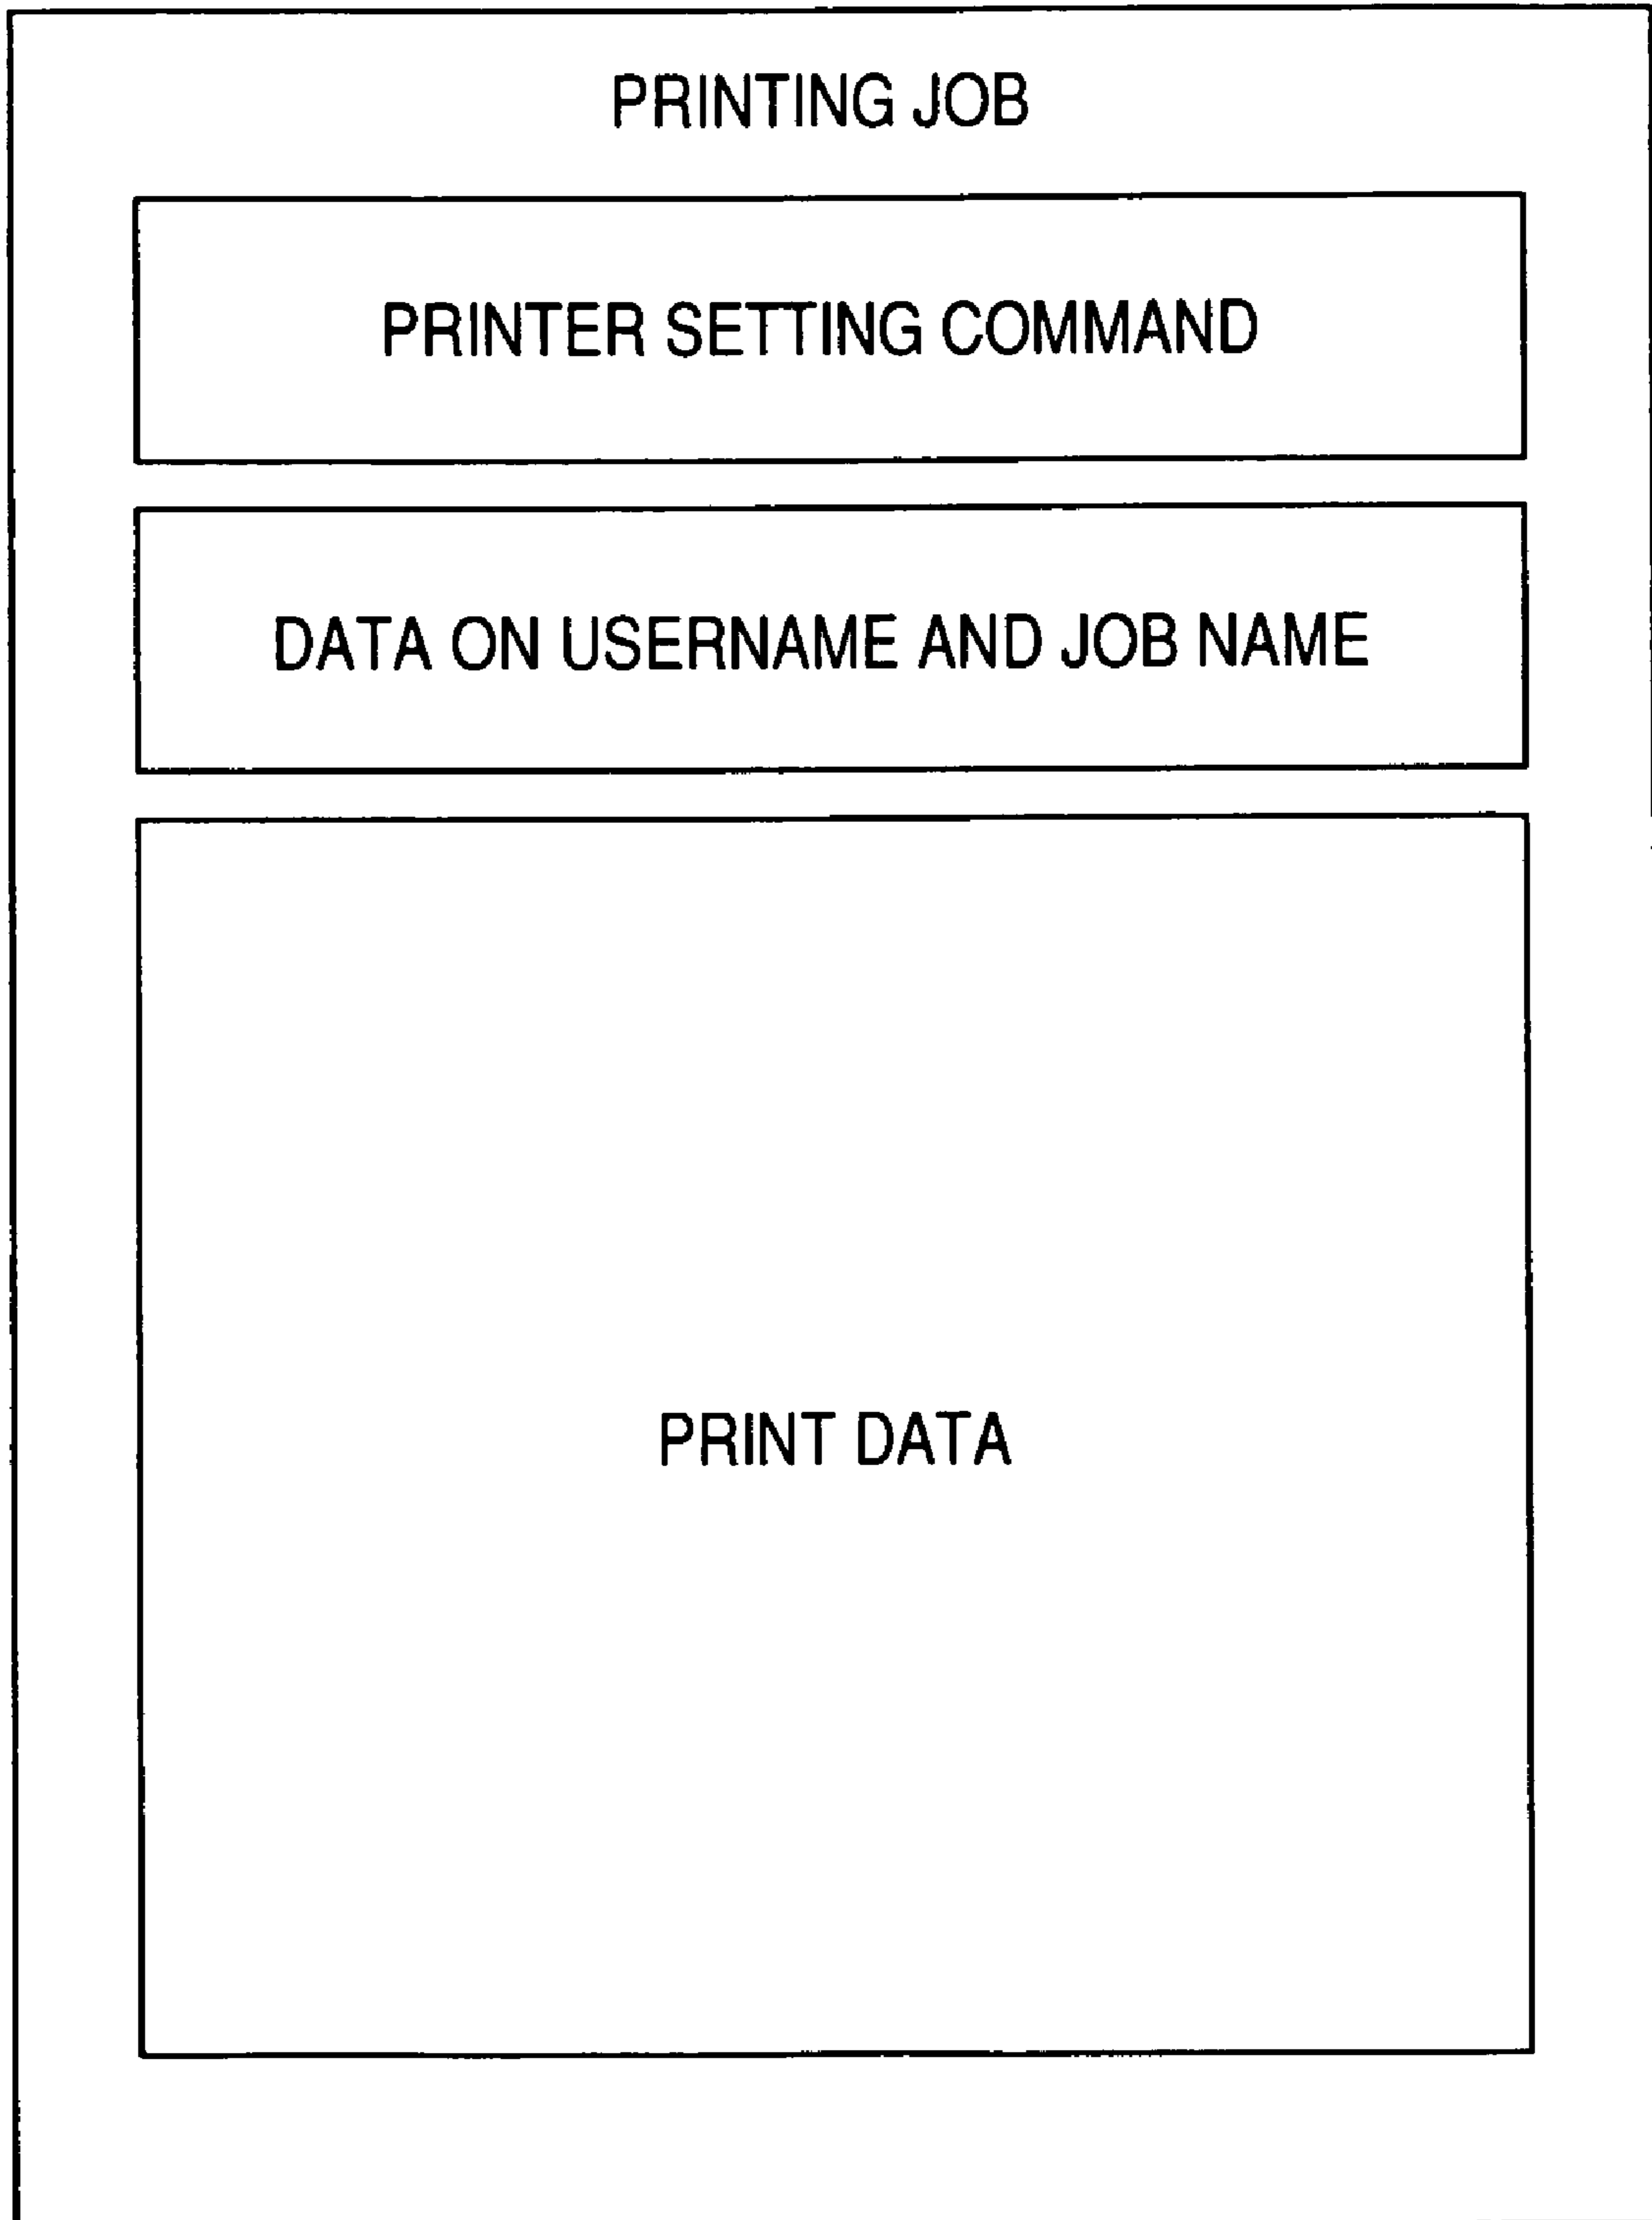 PRINTING JOB
PRINTER SETTING COMMAND
DATA ON USERNAME AND JOB NAME
PRINT DATA